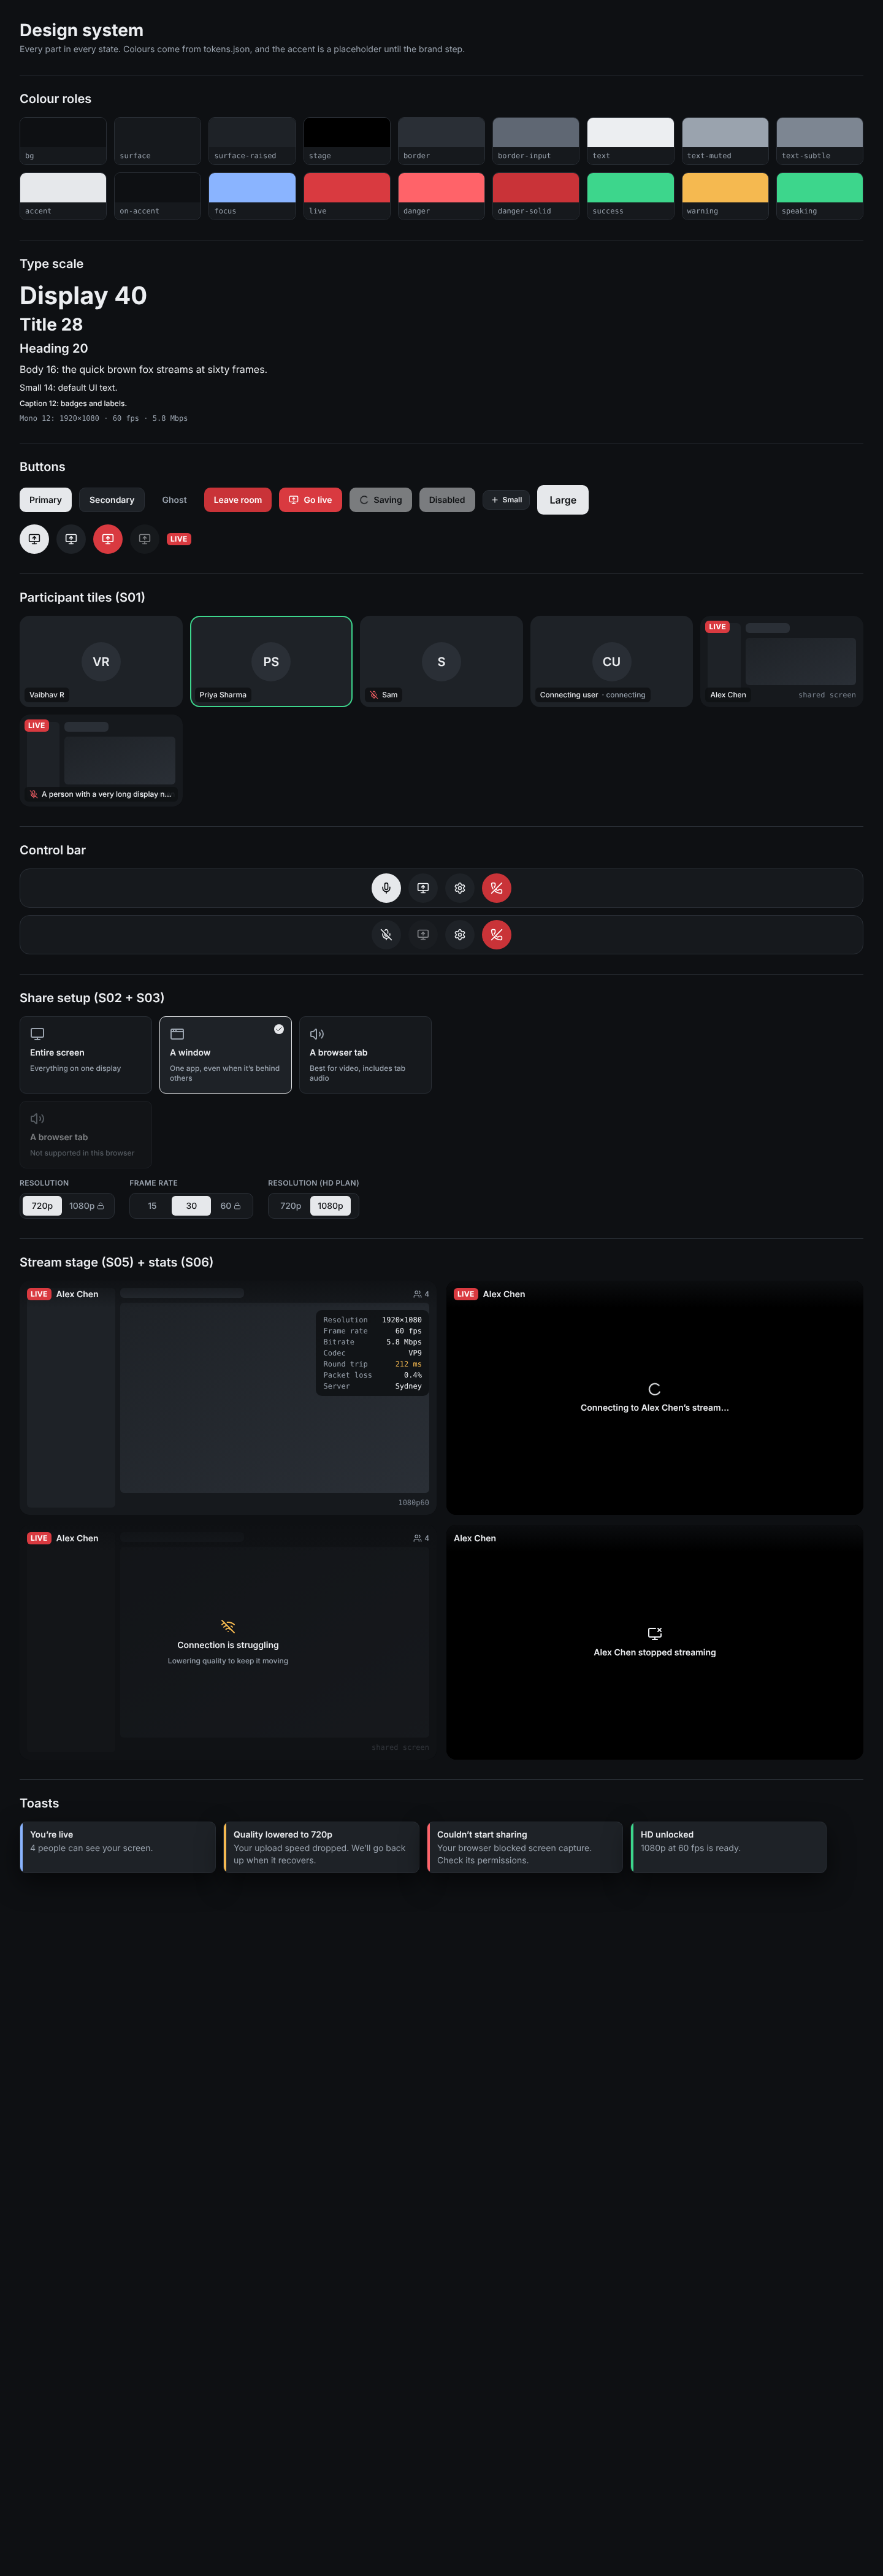 Design system
Every part in every state. Colours come from tokens.json, and the accent is a placeholder until the brand step.
Colour roles
bg
surface
surface-raised
stage
border
border-input
text
text-muted
text-subtle
accent
on-accent
focus
live
danger
danger-solid
success
warning
speaking
Type scale
Display 40
Title 28
Heading 20
Body 16: the quick brown fox streams at sixty frames.
Small 14: default UI text.
Caption 12: badges and labels.
Mono 12: 1920×1080 · 60 fps · 5.8 Mbps
Buttons
Primary
Secondary
Ghost
Leave room
Go live
Saving
Disabled
Small
Large
LIVE
Participant tiles (S01)
VR
Vaibhav R
PS
Priya Sharma
S
Sam
CU
Connecting user · connecting
LIVE
Alex Chen
shared screen
LIVE
A person with a very long display n…
Control bar
Share setup (S02 + S03)
Entire screen
Everything on one display
A window
One app, even when it's behind
others
A browser tab
Best for video, includes tab
audio
A browser tab
Not supported in this browser
RESOLUTION
720p 1080p
FRAME RATE
15 30 60
RESOLUTION (HD PLAN)
720p 1080p
Stream stage (S05) + stats (S06)
LIVE Alex Chen 4
Resolution 1920×1080
Frame rate 60 fps
Bitrate 5.8 Mbps
Codec VP9
Round trip 212 ms
Packet loss 0.4%
Server Sydney
1080p60
LIVE Alex Chen
Connecting to Alex Chen's stream…
LIVE Alex Chen 4
Connection is struggling
Lowering quality to keep it moving
shared screen
Alex Chen
Alex Chen stopped streaming
Toasts
You're live
4 people can see your screen.
Quality lowered to 720p
Your upload speed dropped. We'll go back
up when it recovers.
Couldn't start sharing
Your browser blocked screen capture.
Check its permissions.
HD unlocked
1080p at 60 fps is ready.